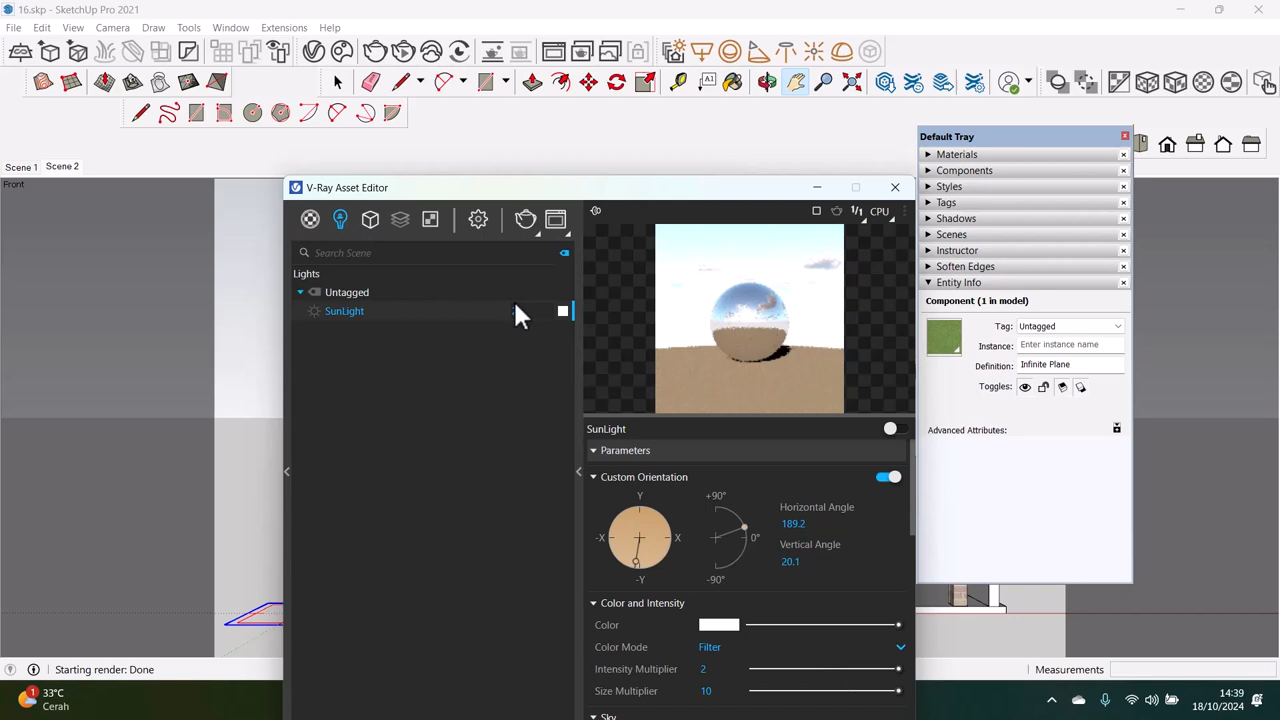 16.skp - SketchUp Pro 2021
File Edit View Camera Draw Tools Window Extensions Help
A1
Scene 1 Scene 2
Front
V-Ray Asset Editor
Search Scene
Lights
Untagged
SunLight
1/1 CPU
SunLight
Parameters
Custom Orientation
Y
-X X
-Y
+90°
0°
-90°
Horizontal Angle
189.2
Vertical Angle
20.1
Color and Intensity
Color
Color Mode Filter
Intensity Multiplier 2
Size Multiplier 10
Sky
Default Tray
Materials
Components
Styles
Tags
Shadows
Scenes
Instructor
Soften Edges
Entity Info
Component (1 in model)
Tag: Untagged
Instance: Enter instance name
Definition: Infinite Plane
Toggles:
Advanced Attributes:
Starting render: Done
Measurements
1
33°C
Cerah
14:39
18/10/2024